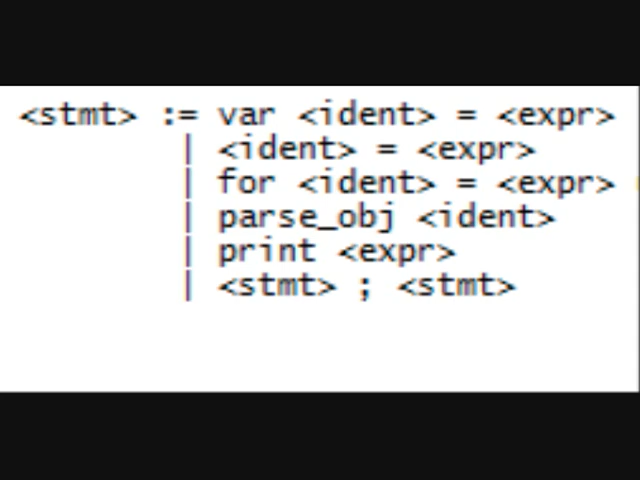 <stmt> := var <ident> = <expr>
| <ident> = <expr>
| for <ident> = <expr>
| parse_obj <ident>
| print <expr>
| <stmt> ; <stmt>